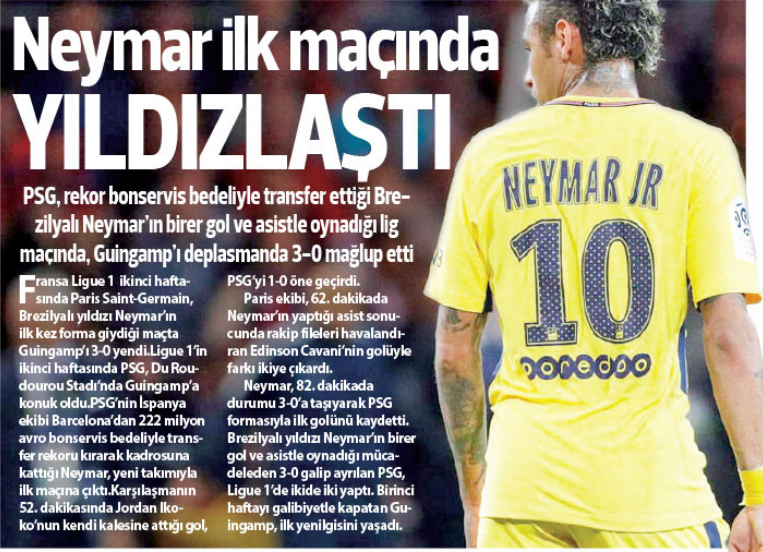 Neymar ilk maçında
YILDIZLAŞTI
PSG, rekor bonservis bedeliyle transfer ettiği Bre-
zilyalı Neymar'ın birer gol ve asistle oynadığı lig
maçında, Guingamp'ı deplasmanda 3-0 mağlup etti
Fransa Ligue 1 ikinci hafta-
sında Paris Saint-Germain,
Brezilyalı yıldızı Neymar'ın
ilk kez forma giydiği maçta
Guingamp'ı 3-0 yendi.Ligue 1'in
ikinci haftasında PSG, Du Rou-
dourou Stadı'nda Guingamp'a
konuk oldu.PSG'nin İspanya
ekibi Barcelona'dan 222 milyon
avro bonservis bedeliyle trans-
fer rekoru kırarak kadrosuna
kattığı Neymar, yeni takımıyla
ilk maçına çıktı.Karşılaşmanın
52. dakikasında Jordan Iko-
ko'nun kendi kalesine attığı gol,
PSG'yi 1-0 öne geçirdi.
Paris ekibi, 62. dakikada
Neymar'ın yaptığı asist sonu-
cunda rakip fileleri havalandı-
ran Edinson Cavani'nin golüyle
farkı ikiye çıkardı.
Neymar, 82. dakikada
durumu 3-0'a taşıyarak PSG
formasıyla ilk golünü kaydetti.
Brezilyalı yıldızı Neymar'ın birer
gol ve asistle oynadığı müca-
deleden 3-0 galip ayrılan PSG,
Ligue 1'de ikide iki yaptı. Birinci
haftayı galibiyetle kapatan Gu-
ingamp, ilk yenilgisini yaşadı.
NEYMAR JR
10
ooredoo